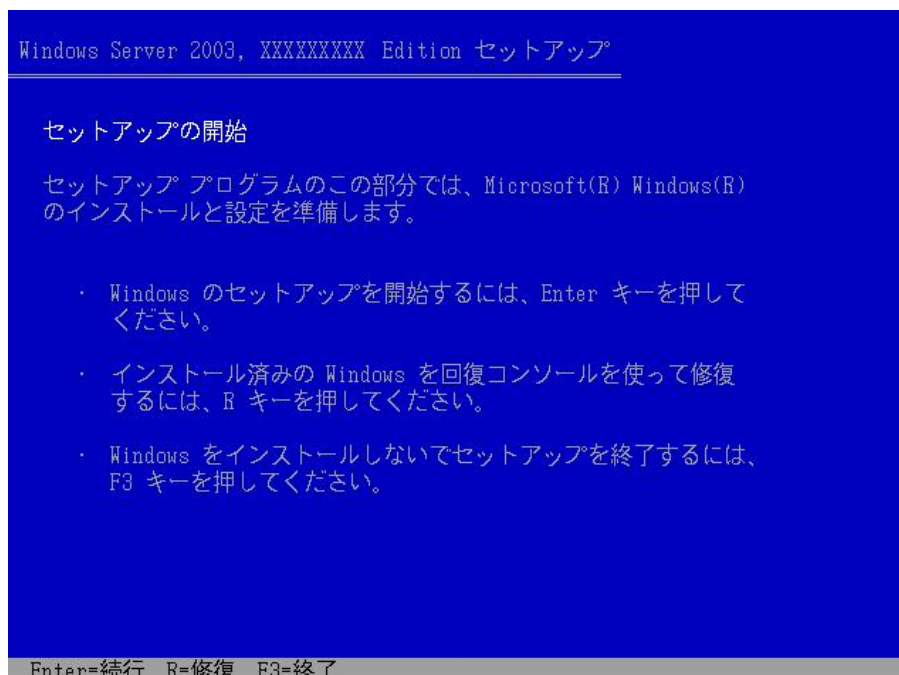 Windows Server 2003, XXXXXXXXX Edition セットアップ
セットアップの開始
セットアップ プログラムのこの部分では、Microsoft(R) Windows(R)
のインストールと設定を準備します。
・ Windows のセットアップを開始するには、Enter キーを押して
ください。
・ インストール済みの Windows を回復コンソールを使って修復
するには、R キーを押してください。
・ Windows をインストールしないでセットアップを終了するには、
F3 キーを押してください。
Enter=続行 R=修復 F3=終了